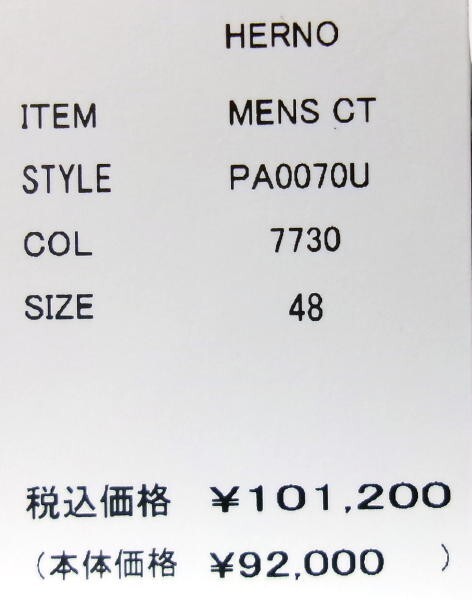 HERNO
ITEM MENS CT
STYLE PA0070U
COL 7730
SIZE 48
税込価格 ¥101,200
(本体価格 ¥92,000 )